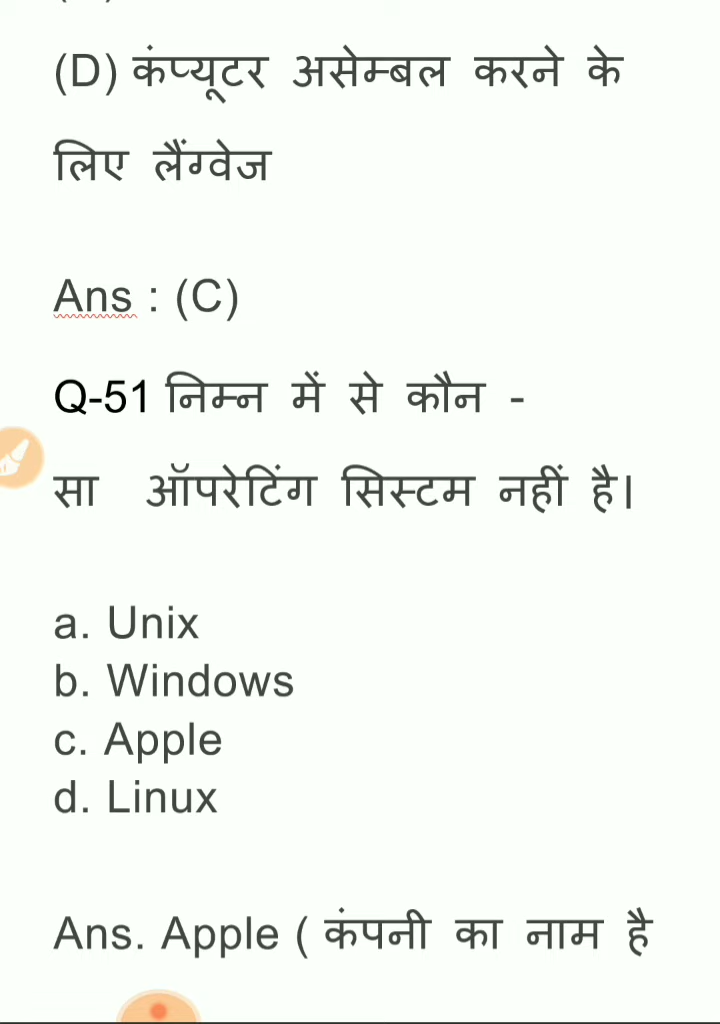 (D) कंप्यूटर असेम्बल करने के
लिए लैंग्वेज
Ans : (C)
Q-51 निम्न में से कौन -
सा ऑपरेटिंग सिस्टम नहीं है।
a. Unix
b. Windows
c. Apple
d. Linux
Ans. Apple ( कंपनी का नाम है